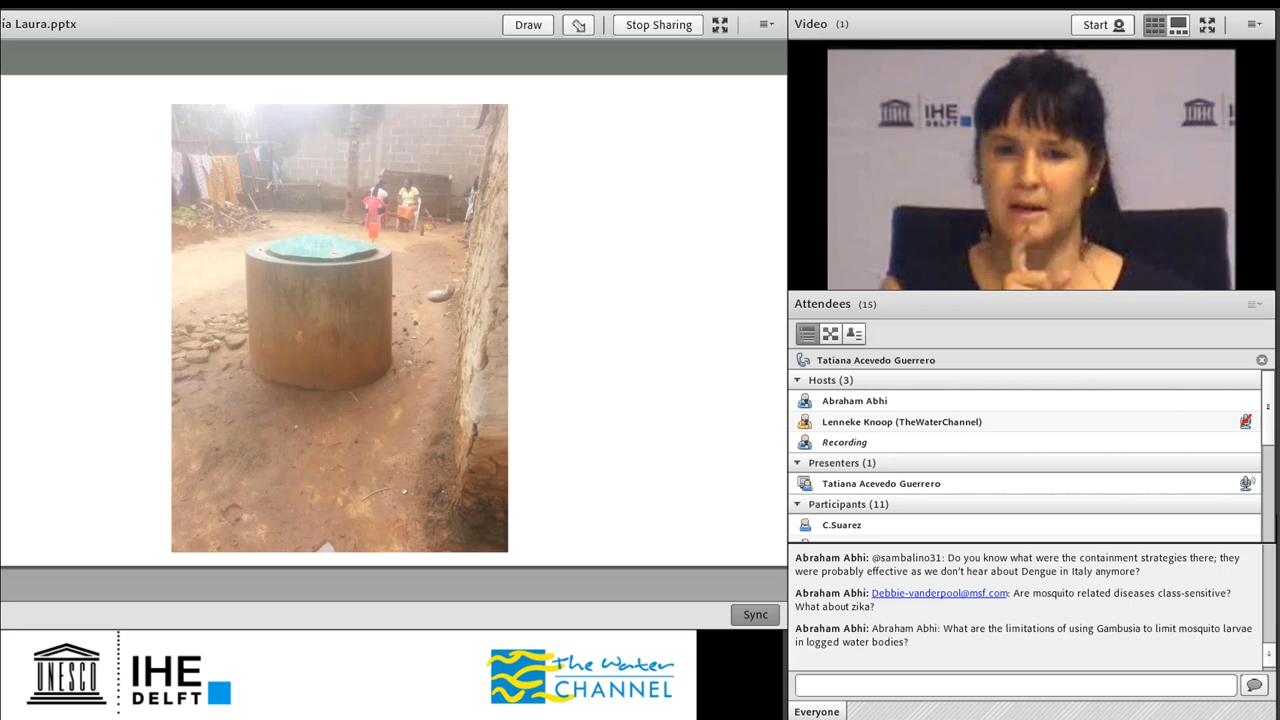 ía Laura.pptx
Draw
Stop Sharing
Video (1)
Start
IHE
DELFT
Attendees (15)
Tatiana Acevedo Guerrero
Hosts (3)
Abraham Abhi
Lenneke Knoop (TheWaterChannel)
Recording
Presenters (1)
Tatiana Acevedo Guerrero
Participants (11)
C.Suarez
Abraham Abhi: @sambalino31: Do you know what were the containment strategies there; they
were probably effective as we don't hear about Dengue in Italy anymore?
Abraham Abhi: Debbie-vanderpool@msf.com: Are mosquito related diseases class-sensitive?
What about zika?
Abraham Abhi: Abraham Abhi: What are the limitations of using Gambusia to limit mosquito larvae
in logged water bodies?
Everyone
Sync
UNESCO
IHE
DELFT
The Water
CHANNEL